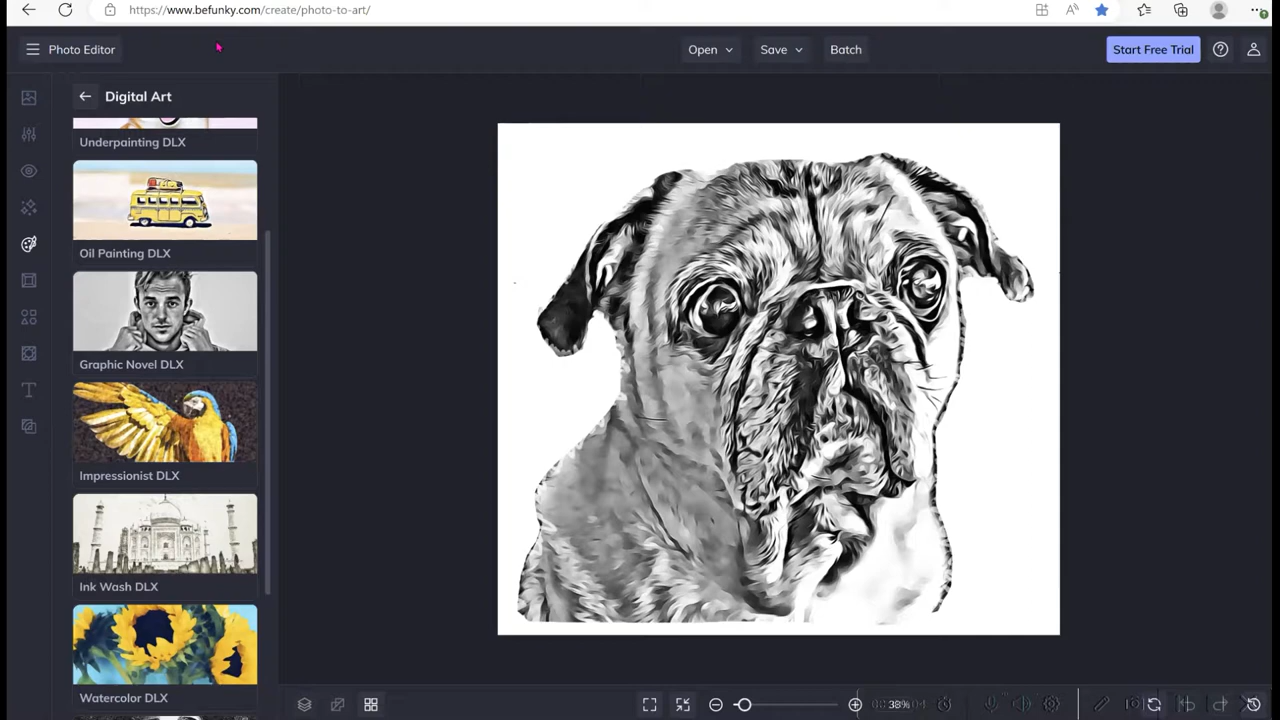 https://www.befunky.com/create/photo-to-art/
Photo Editor
Open
Save
Batch
Start Free Trial
Digital Art
Underpainting DLX
Oil Painting DLX
Graphic Novel DLX
Impressionist DLX
Ink Wash DLX
Watercolor DLX
38%